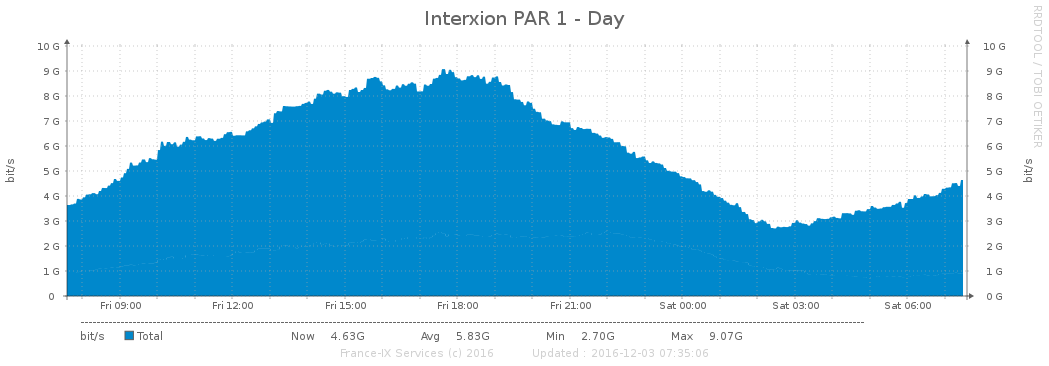 Interxion PAR 1 - Day
RRDTOOL / TOBI OETIKER
10 G 10 G
9 G 9 G
8 G 8 G
7 G 7 G
6 G 6 G
5 G 5 G
4 G 4 G
3 G 3 G
2 G 2 G
1 G 1 G
0 0 G
bit/s bit/s
Fri 09:00 Fri 12:00 Fri 15:00 Fri 18:00 Fri 21:00 Sat 00:00 Sat 03:00 Sat 06:00
bit/s Total Now 4.63G Avg 5.83G Min 2.70G Max 9.07G
France-IX Services (c) 2016 Updated : 2016-12-03 07:35:06